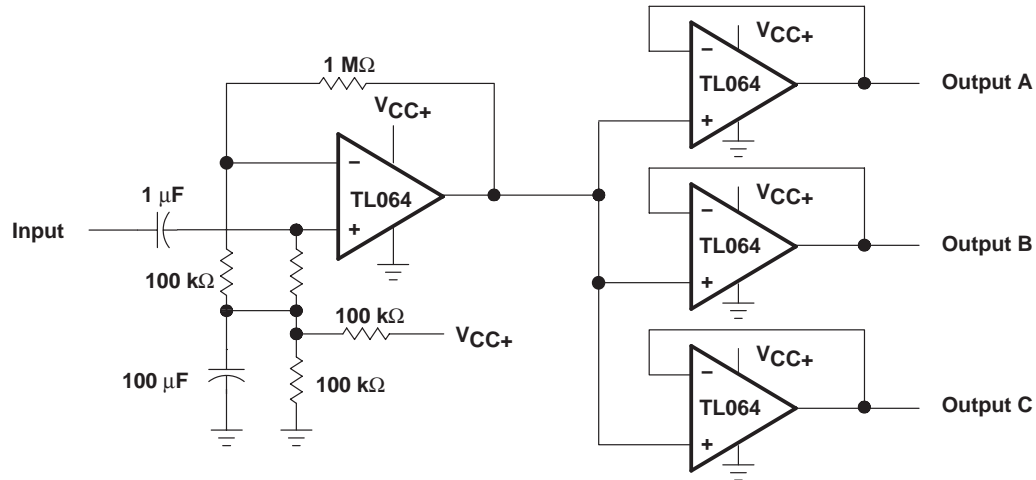 1 MΩ
VCC+
−
TL064
+
1 μF
Input
100 kΩ
100 kΩ
VCC+
100 μF
100 kΩ
VCC+
−
TL064
+
Output A
VCC+
−
TL064
+
Output B
VCC+
−
TL064
+
Output C